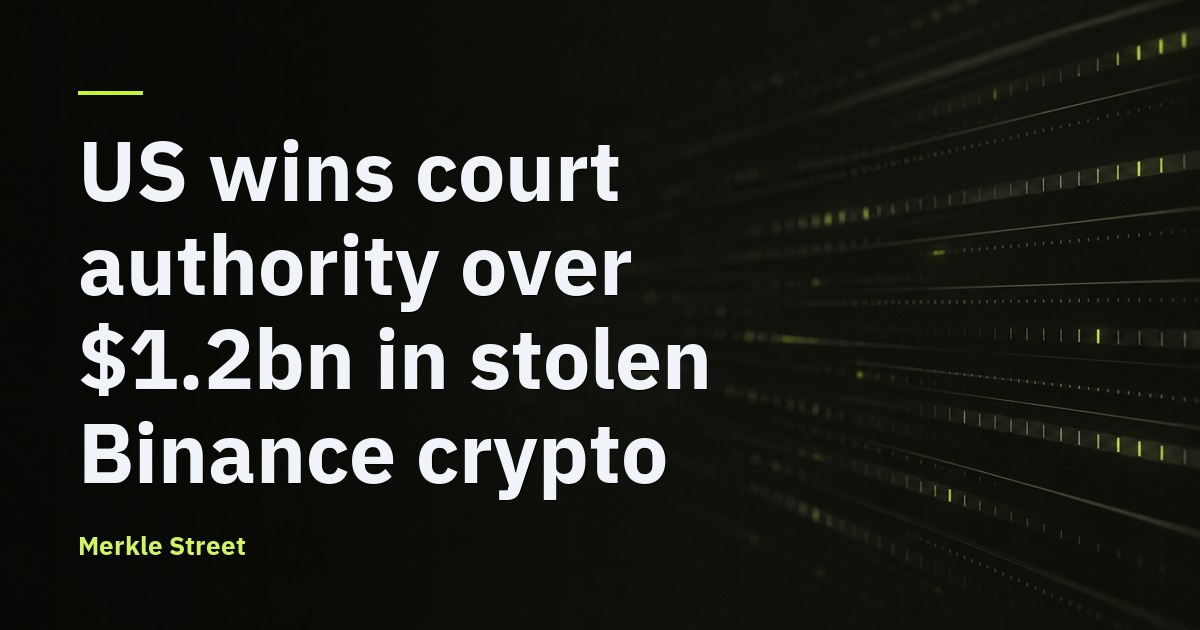 US wins court
authority over
$1.2bn in stolen
Binance crypto
Merkle Street